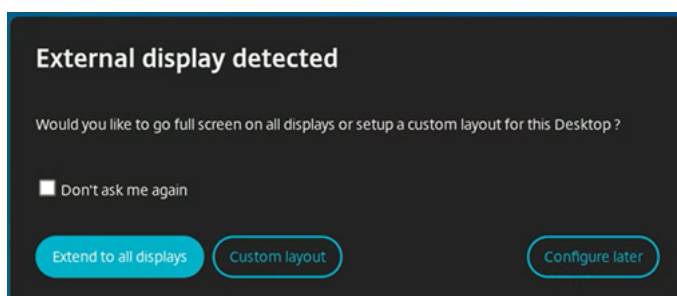 External display detected
Would you like to go full screen on all displays or setup a custom layout for this Desktop ?
Don't ask me again
Extend to all displays
Custom layout
Configure later